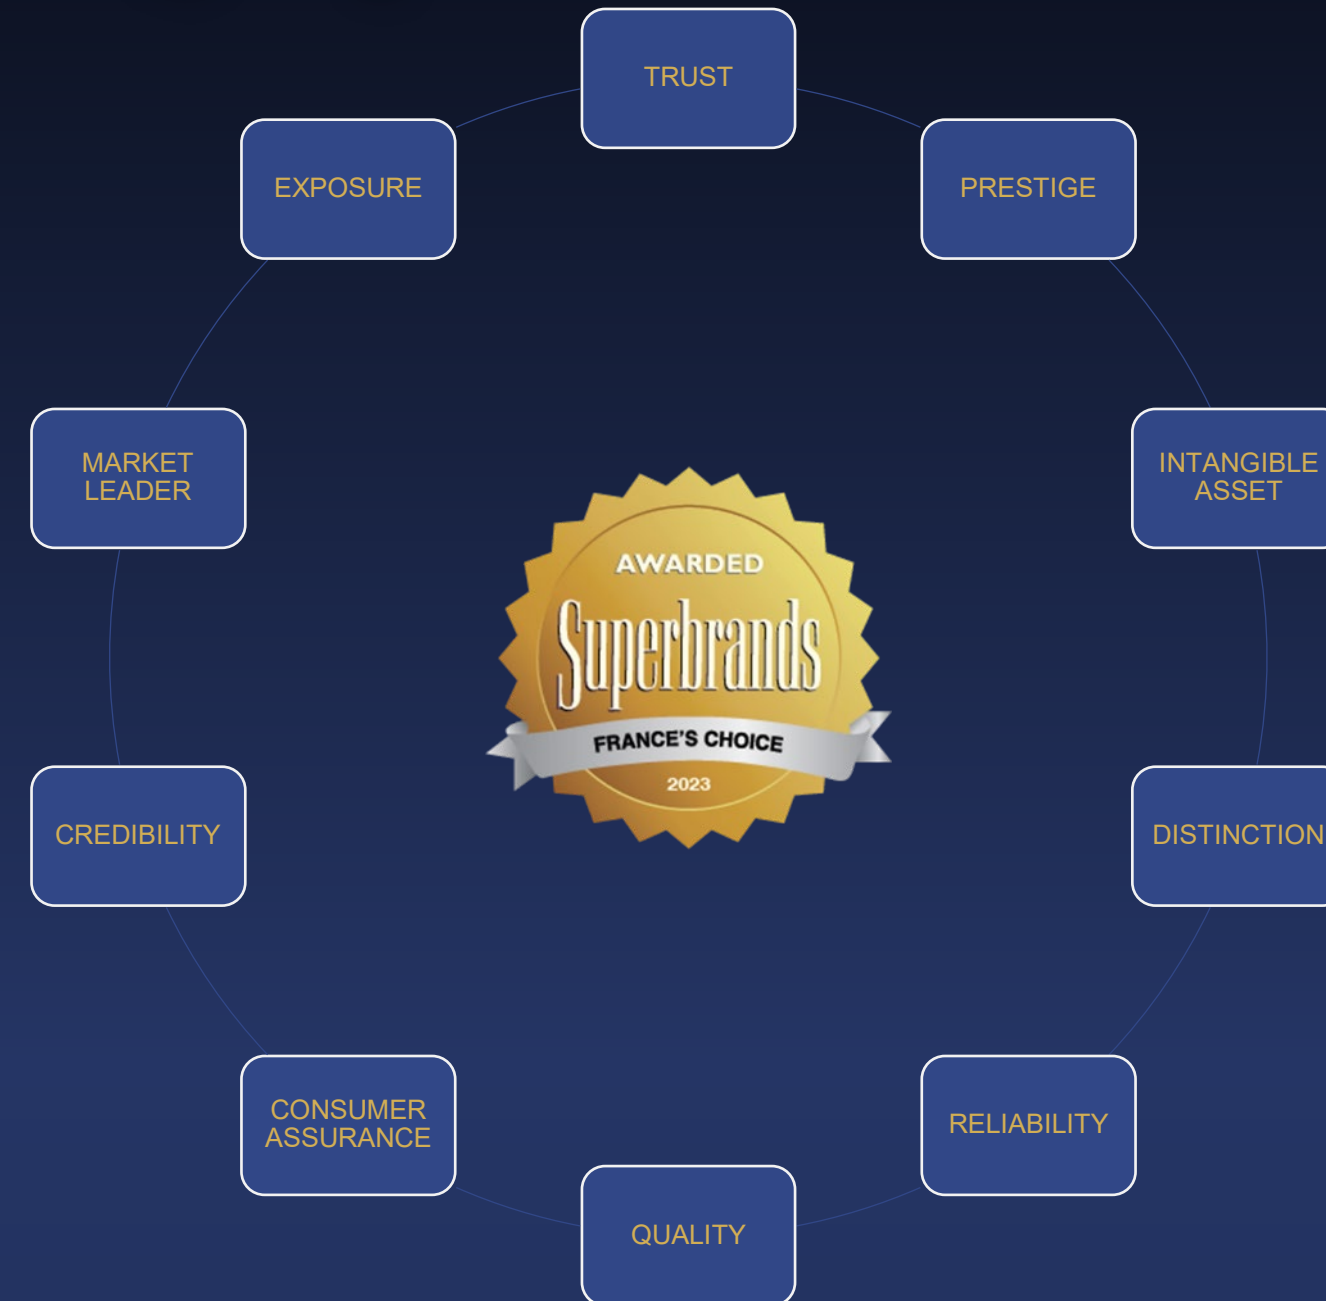 TRUST
EXPOSURE
PRESTIGE
MARKET
LEADER
INTANGIBLE
ASSET
AWARDED
Superbrands
FRANCE'S CHOICE
2023
CREDIBILITY
DISTINCTION
CONSUMER
ASSURANCE
RELIABILITY
QUALITY